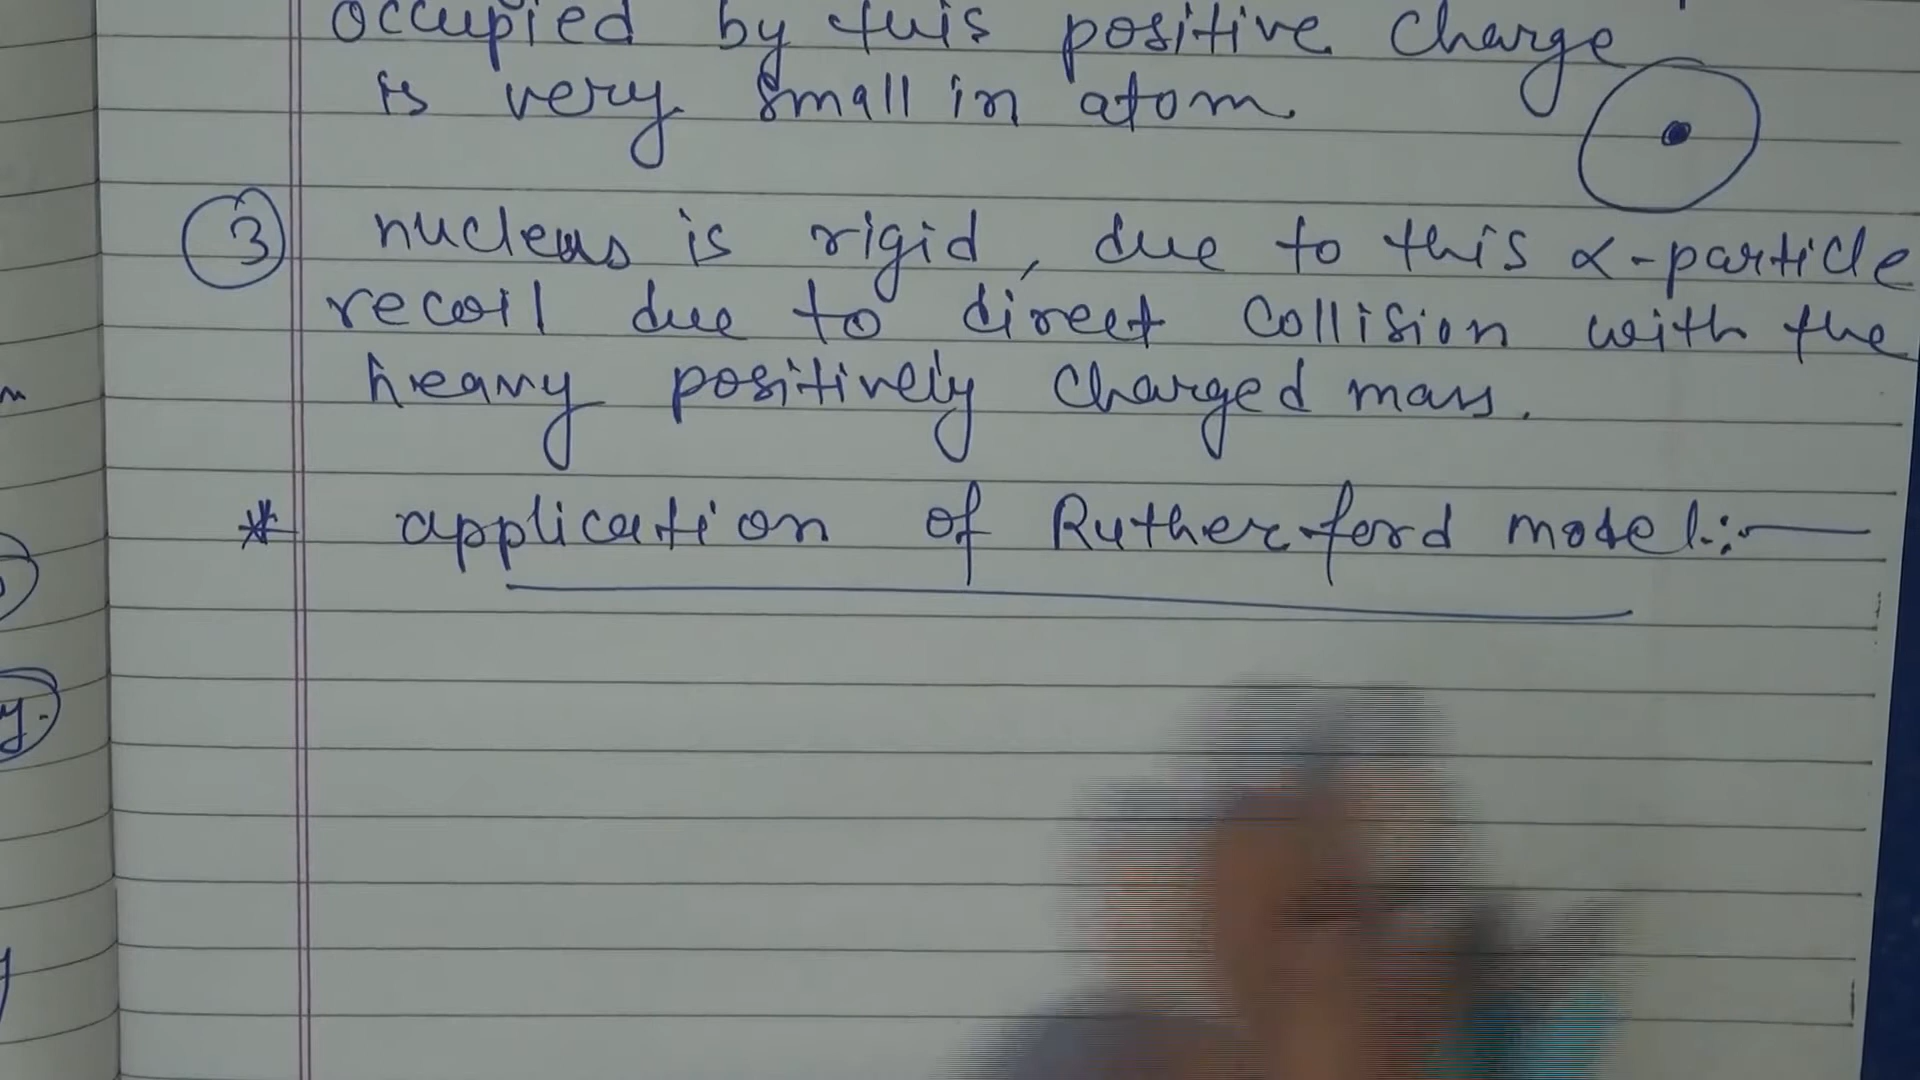 occupied by this positive charge
is very small in atom.
③ nucleus is rigid, due to this α-particle
recoil due to direct collision with the
heavy positively charged mass.
* application of Rutherford model:-
y.